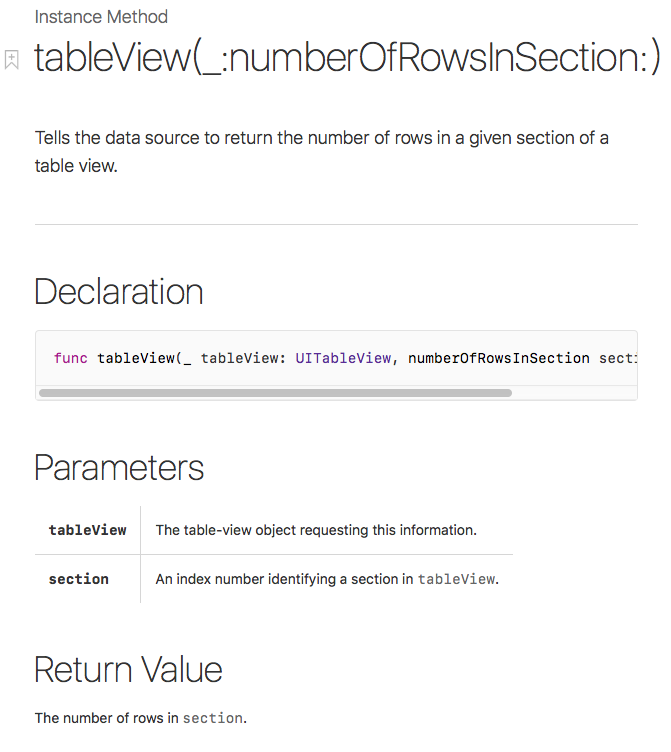 Instance Method
tableView(_:numberOfRowsInSection:)
Tells the data source to return the number of rows in a given section of a
table view.
Declaration
func tableView(_ tableView: UITableView, numberOfRowsInSection secti
Parameters
tableView The table-view object requesting this information.
section An index number identifying a section in tableView.
Return Value
The number of rows in section.